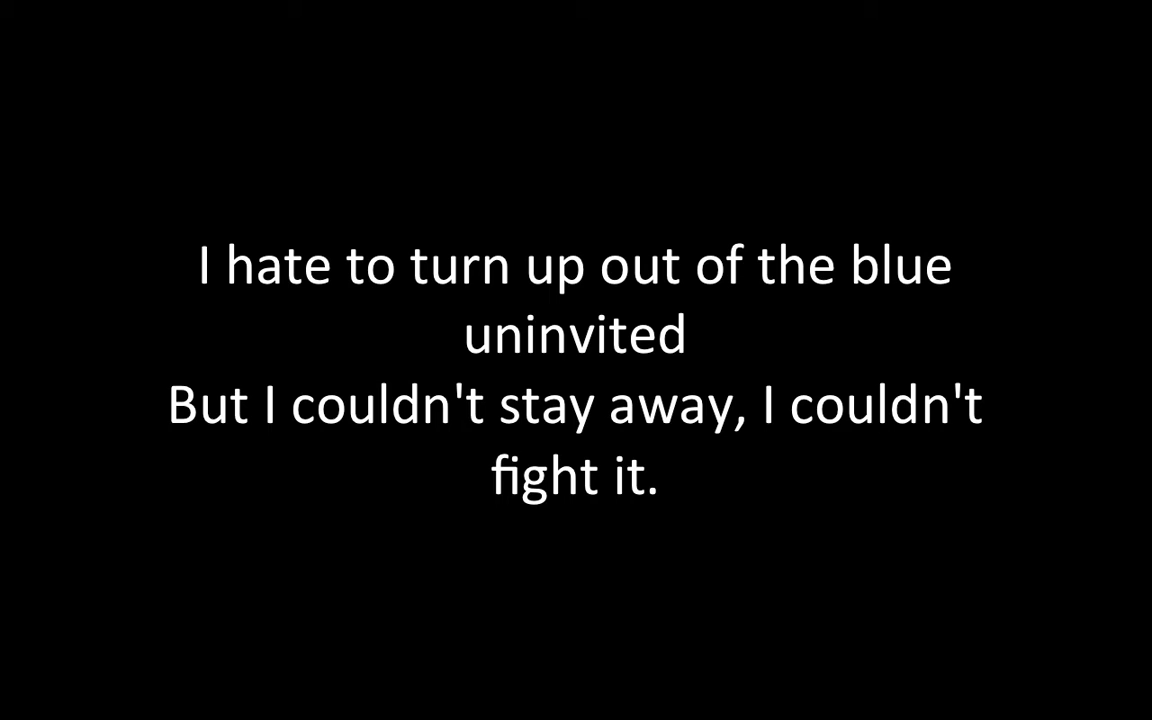 I hate to turn up out of the blue
uninvited
But I couldn't stay away, I couldn't
fight it.